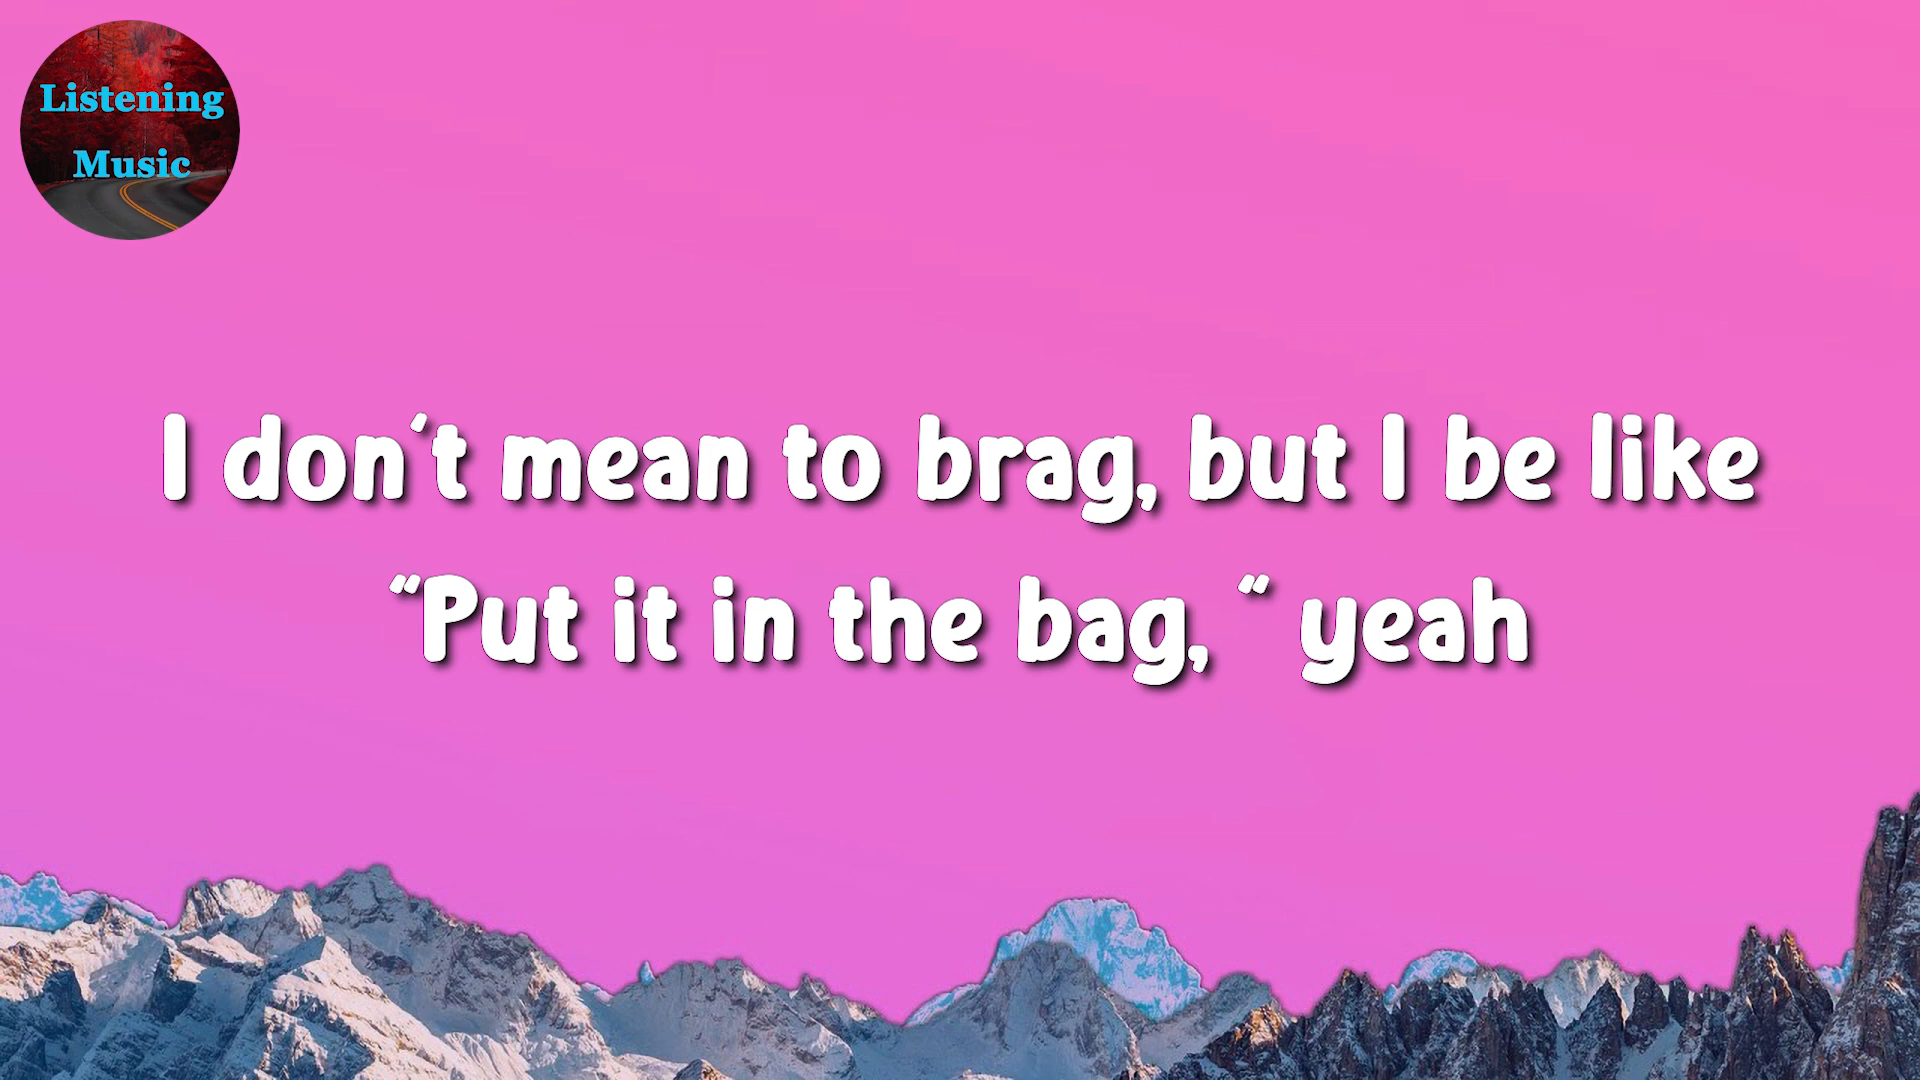 Listening
Music
I don't mean to brag, but I be like
“Put it in the bag, “ yeah